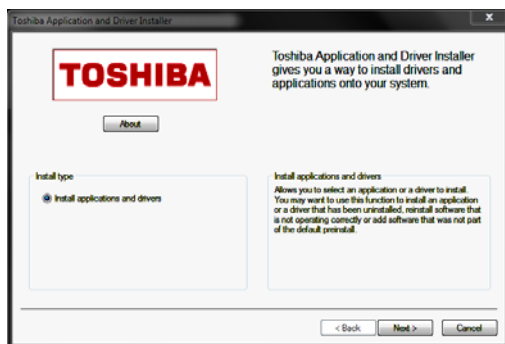 Toshiba Application and Driver Installer
x
TOSHIBA
Toshiba Application and Driver Installer
gives you a way to install drivers and
applications onto your system.
About
Install type
Install applications and drivers
Install applications and drivers
Allows you to select an application or a driver to install.
You may want to use this function to install an application
or a driver that has been uninstalled, reinstall software that
is not operating correctly or add software that was not part
of the default preinstall.
< Back
Next >
Cancel